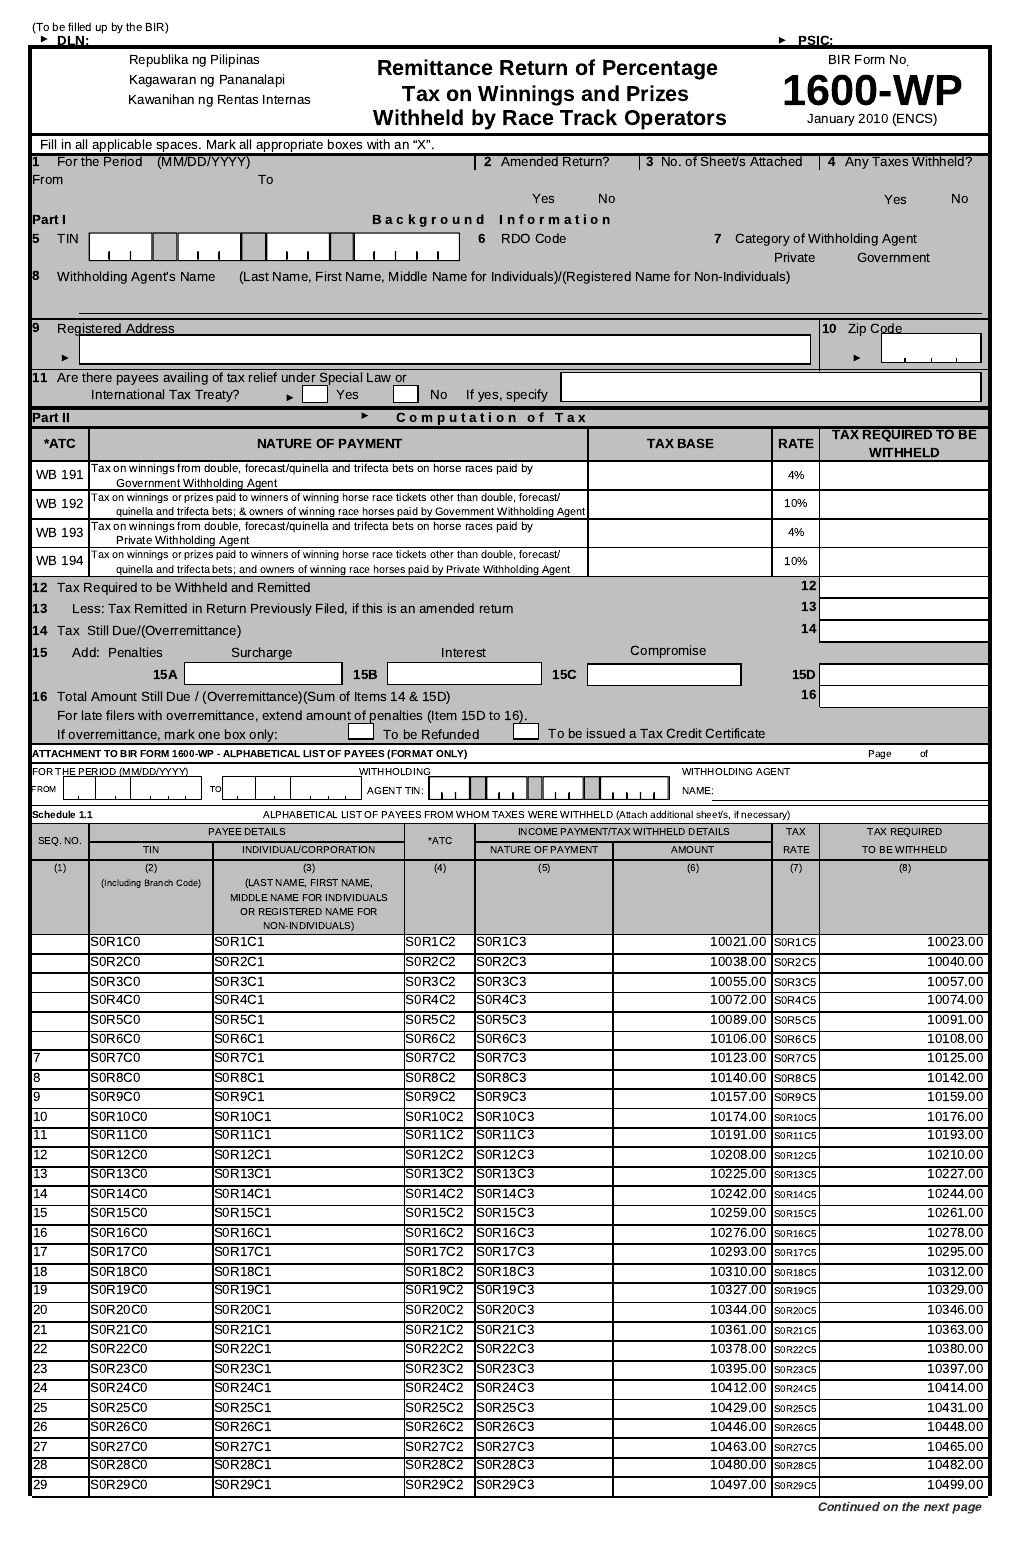 (To be filled up by the BIR)
► DLN: ► PSIC:
Republika ng Pilipinas
Kagawaran ng Pananalapi
Kawanihan ng Rentas Internas
Remittance Return of Percentage
Tax on Winnings and Prizes
Withheld by Race Track Operators
BIR Form No.
1600-WP
January 2010 (ENCS)
Fill in all applicable spaces. Mark all appropriate boxes with an “X”.
1 For the Period (MM/DD/YYYY) 2 Amended Return? 3 No. of Sheet/s Attached 4 Any Taxes Withheld?
From To
Yes No Yes No
Part I Background Information
5 TIN 6 RDO Code 7 Category of Withholding Agent
Private Government
8 Withholding Agent's Name (Last Name, First Name, Middle Name for Individuals)/(Registered Name for Non-Individuals)
9 Registered Address 10 Zip Code
► ►
11 Are there payees availing of tax relief under Special Law or
International Tax Treaty? ► Yes No If yes, specify
Part II ► Computation of Tax
*ATC NATURE OF PAYMENT TAX BASE RATE TAX REQUIRED TO BE WITHHELD
WB 191 Tax on winnings from double, forecast/quinella and trifecta bets on horse races paid by
Government Withholding Agent 4%
WB 192 Tax on winnings or prizes paid to winners of winning horse race tickets other than double, forecast/
quinella and trifecta bets; & owners of winning race horses paid by Government Withholding Agent 10%
WB 193 Tax on winnings from double, forecast/quinella and trifecta bets on horse races paid by
Private Withholding Agent 4%
WB 194 Tax on winnings or prizes paid to winners of winning horse race tickets other than double, forecast/
quinella and trifecta bets; and owners of winning race horses paid by Private Withholding Agent 10%
12 Tax Required to be Withheld and Remitted 12
13 Less: Tax Remitted in Return Previously Filed, if this is an amended return 13
14 Tax Still Due/(Overremittance) 14
15 Add: Penalties Surcharge Interest Compromise
15A 15B 15C 15D
16 Total Amount Still Due / (Overremittance)(Sum of Items 14 & 15D) 16
For late filers with overremittance, extend amount of penalties (Item 15D to 16).
If overremittance, mark one box only: To be Refunded To be issued a Tax Credit Certificate
ATTACHMENT TO BIR FORM 1600-WP - ALPHABETICAL LIST OF PAYEES (FORMAT ONLY) Page of
FOR THE PERIOD (MM/DD/YYYY) WITHHOLDING WITHHOLDING AGENT
FROM TO AGENT TIN: NAME:
Schedule 1.1 ALPHABETICAL LIST OF PAYEES FROM WHOM TAXES WERE WITHHELD (Attach additional sheet/s, if necessary)
SEQ. NO. PAYEE DETAILS *ATC INCOME PAYMENT/TAX WITHHELD DETAILS TAX TAX REQUIRED
TIN INDIVIDUAL/CORPORATION NATURE OF PAYMENT AMOUNT RATE TO BE WITHHELD
(1) (2) (3) (4) (5) (6) (7) (8)
(Including Branch Code) (LAST NAME, FIRST NAME,
MIDDLE NAME FOR INDIVIDUALS
OR REGISTERED NAME FOR
NON-INDIVIDUALS)
S0R1C0 S0R1C1 S0R1C2 S0R1C3 10021.00 S0R1C5 10023.00
S0R2C0 S0R2C1 S0R2C2 S0R2C3 10038.00 S0R2C5 10040.00
S0R3C0 S0R3C1 S0R3C2 S0R3C3 10055.00 S0R3C5 10057.00
S0R4C0 S0R4C1 S0R4C2 S0R4C3 10072.00 S0R4C5 10074.00
S0R5C0 S0R5C1 S0R5C2 S0R5C3 10089.00 S0R5C5 10091.00
S0R6C0 S0R6C1 S0R6C2 S0R6C3 10106.00 S0R6C5 10108.00
7 S0R7C0 S0R7C1 S0R7C2 S0R7C3 10123.00 S0R7C5 10125.00
8 S0R8C0 S0R8C1 S0R8C2 S0R8C3 10140.00 S0R8C5 10142.00
9 S0R9C0 S0R9C1 S0R9C2 S0R9C3 10157.00 S0R9C5 10159.00
10 S0R10C0 S0R10C1 S0R10C2 S0R10C3 10174.00 S0R10C5 10176.00
11 S0R11C0 S0R11C1 S0R11C2 S0R11C3 10191.00 S0R11C5 10193.00
12 S0R12C0 S0R12C1 S0R12C2 S0R12C3 10208.00 S0R12C5 10210.00
13 S0R13C0 S0R13C1 S0R13C2 S0R13C3 10225.00 S0R13C5 10227.00
14 S0R14C0 S0R14C1 S0R14C2 S0R14C3 10242.00 S0R14C5 10244.00
15 S0R15C0 S0R15C1 S0R15C2 S0R15C3 10259.00 S0R15C5 10261.00
16 S0R16C0 S0R16C1 S0R16C2 S0R16C3 10276.00 S0R16C5 10278.00
17 S0R17C0 S0R17C1 S0R17C2 S0R17C3 10293.00 S0R17C5 10295.00
18 S0R18C0 S0R18C1 S0R18C2 S0R18C3 10310.00 S0R18C5 10312.00
19 S0R19C0 S0R19C1 S0R19C2 S0R19C3 10327.00 S0R19C5 10329.00
20 S0R20C0 S0R20C1 S0R20C2 S0R20C3 10344.00 S0R20C5 10346.00
21 S0R21C0 S0R21C1 S0R21C2 S0R21C3 10361.00 S0R21C5 10363.00
22 S0R22C0 S0R22C1 S0R22C2 S0R22C3 10378.00 S0R22C5 10380.00
23 S0R23C0 S0R23C1 S0R23C2 S0R23C3 10395.00 S0R23C5 10397.00
24 S0R24C0 S0R24C1 S0R24C2 S0R24C3 10412.00 S0R24C5 10414.00
25 S0R25C0 S0R25C1 S0R25C2 S0R25C3 10429.00 S0R25C5 10431.00
26 S0R26C0 S0R26C1 S0R26C2 S0R26C3 10446.00 S0R26C5 10448.00
27 S0R27C0 S0R27C1 S0R27C2 S0R27C3 10463.00 S0R27C5 10465.00
28 S0R28C0 S0R28C1 S0R28C2 S0R28C3 10480.00 S0R28C5 10482.00
29 S0R29C0 S0R29C1 S0R29C2 S0R29C3 10497.00 S0R29C5 10499.00
Continued on the next page